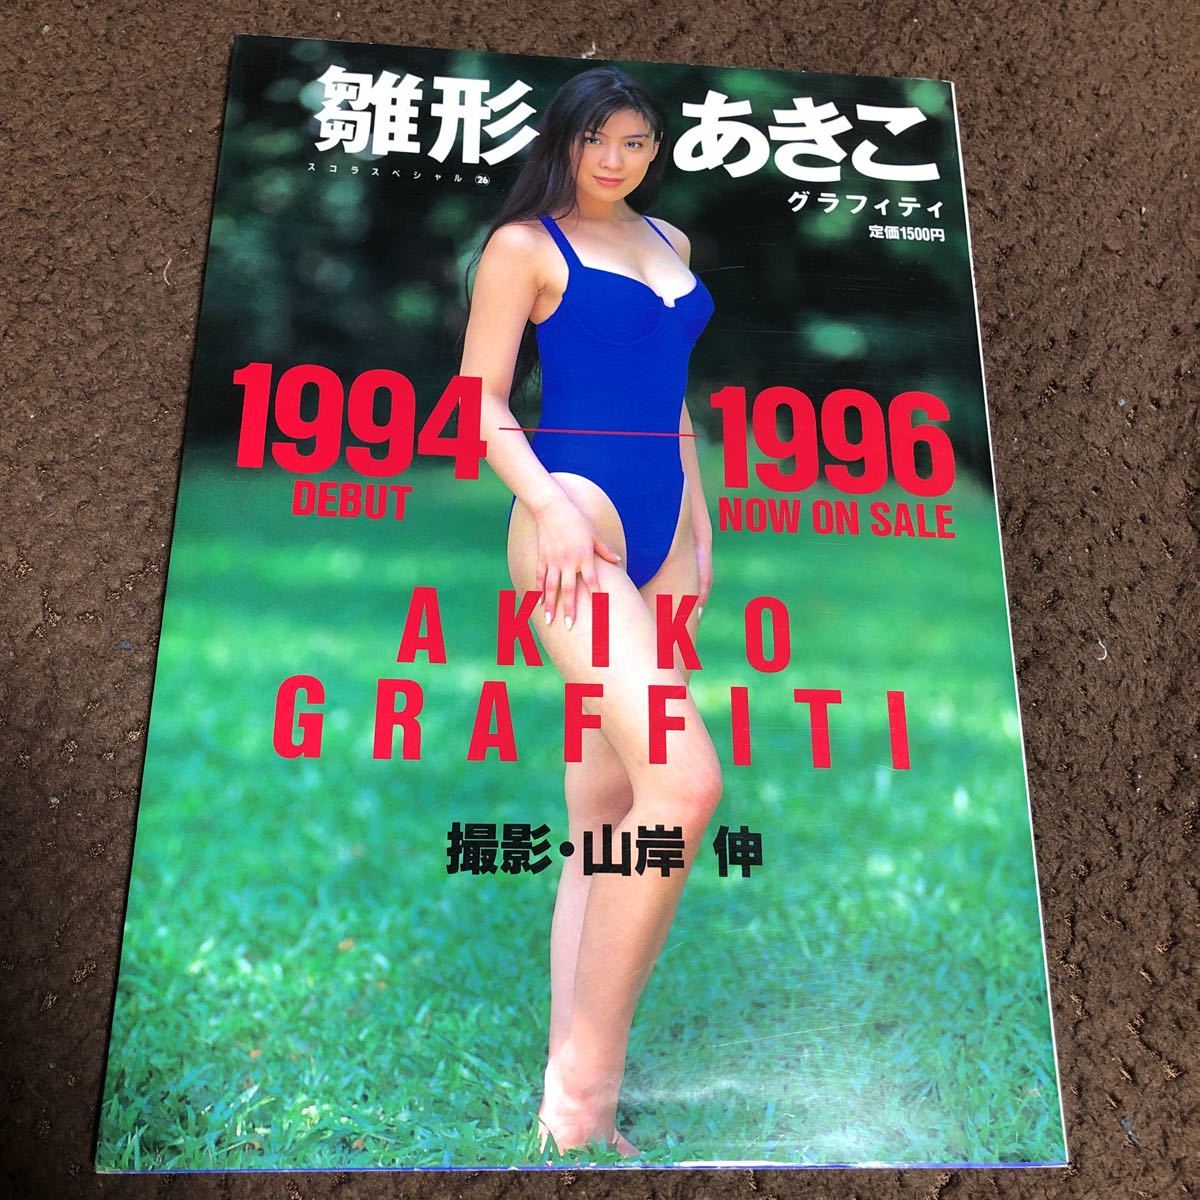 雛形あきこ
スコラスペシャル26
グラフィティ
定価1500円
1994 — 1996
DEBUT
NOW ON SALE
AKIKO
GRAFFITI
撮影・山岸 伸